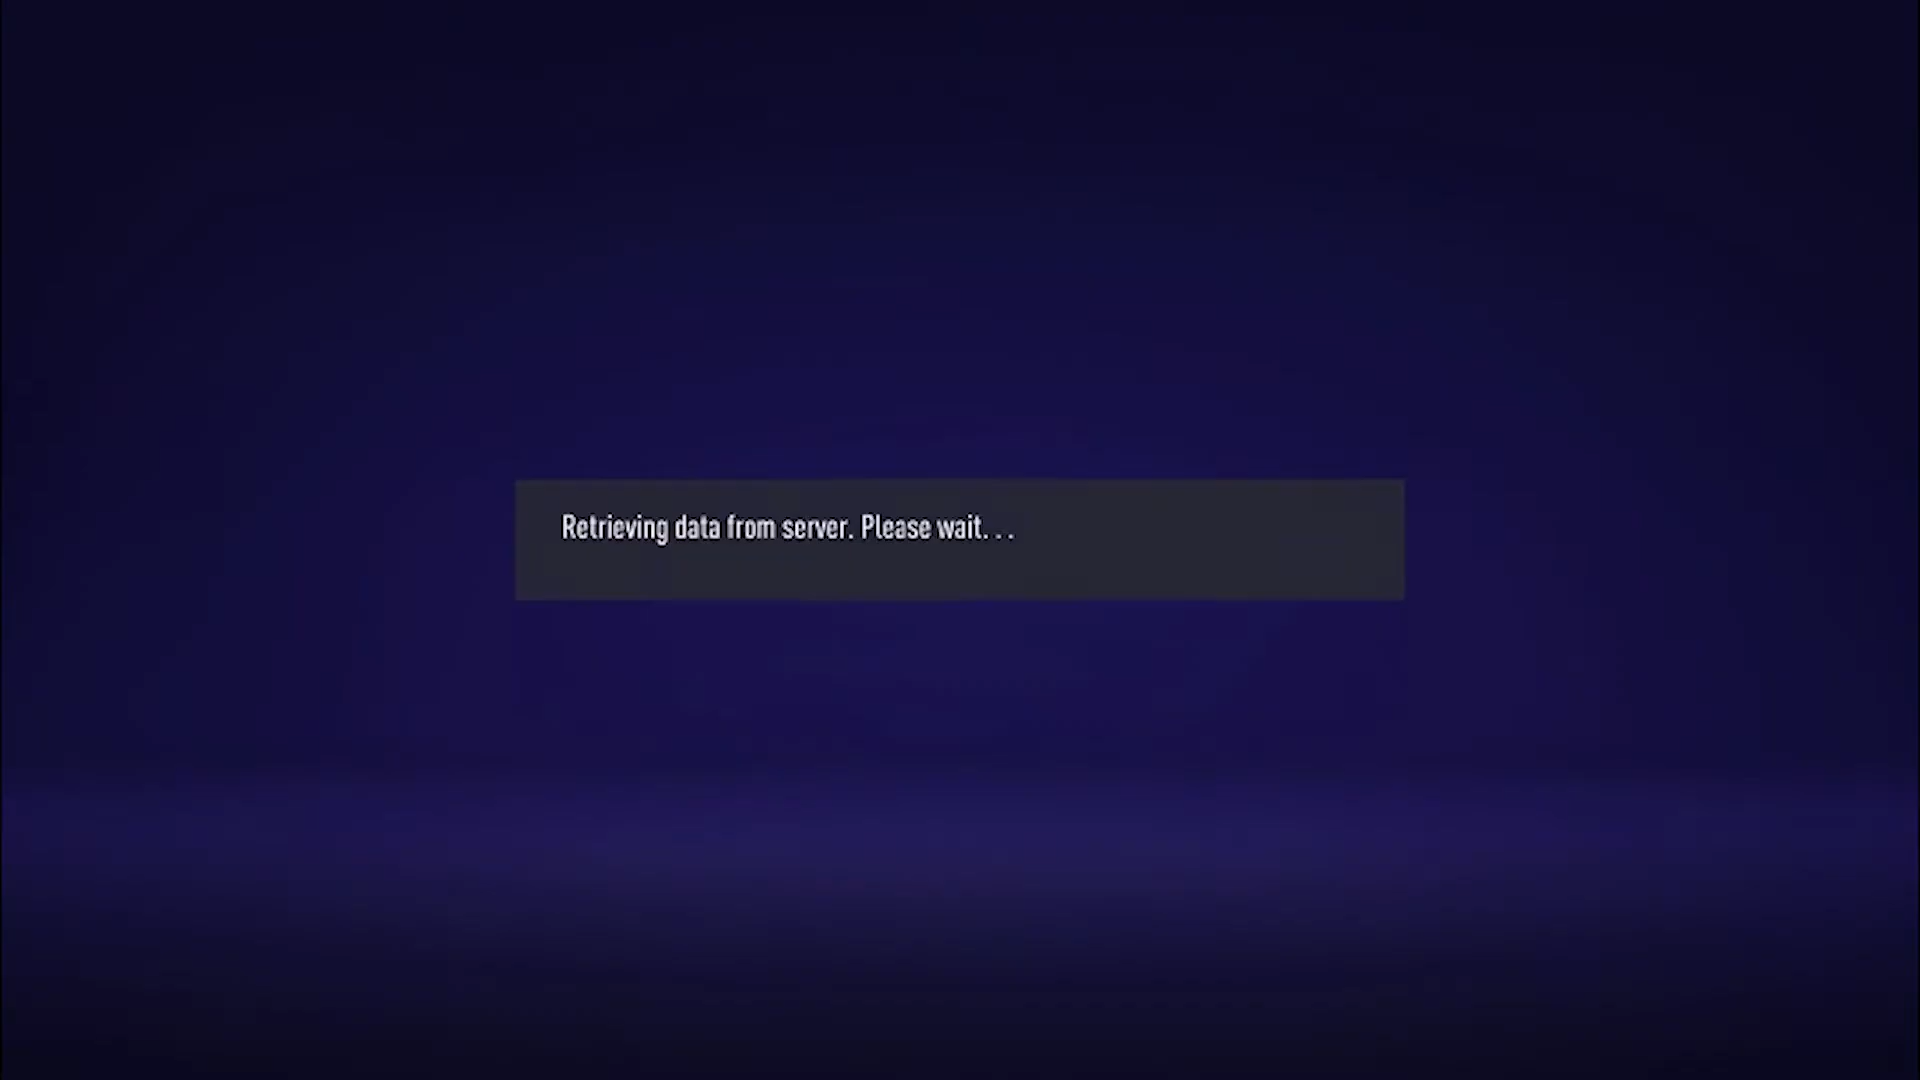 Retrieving data from server. Please wait. . .